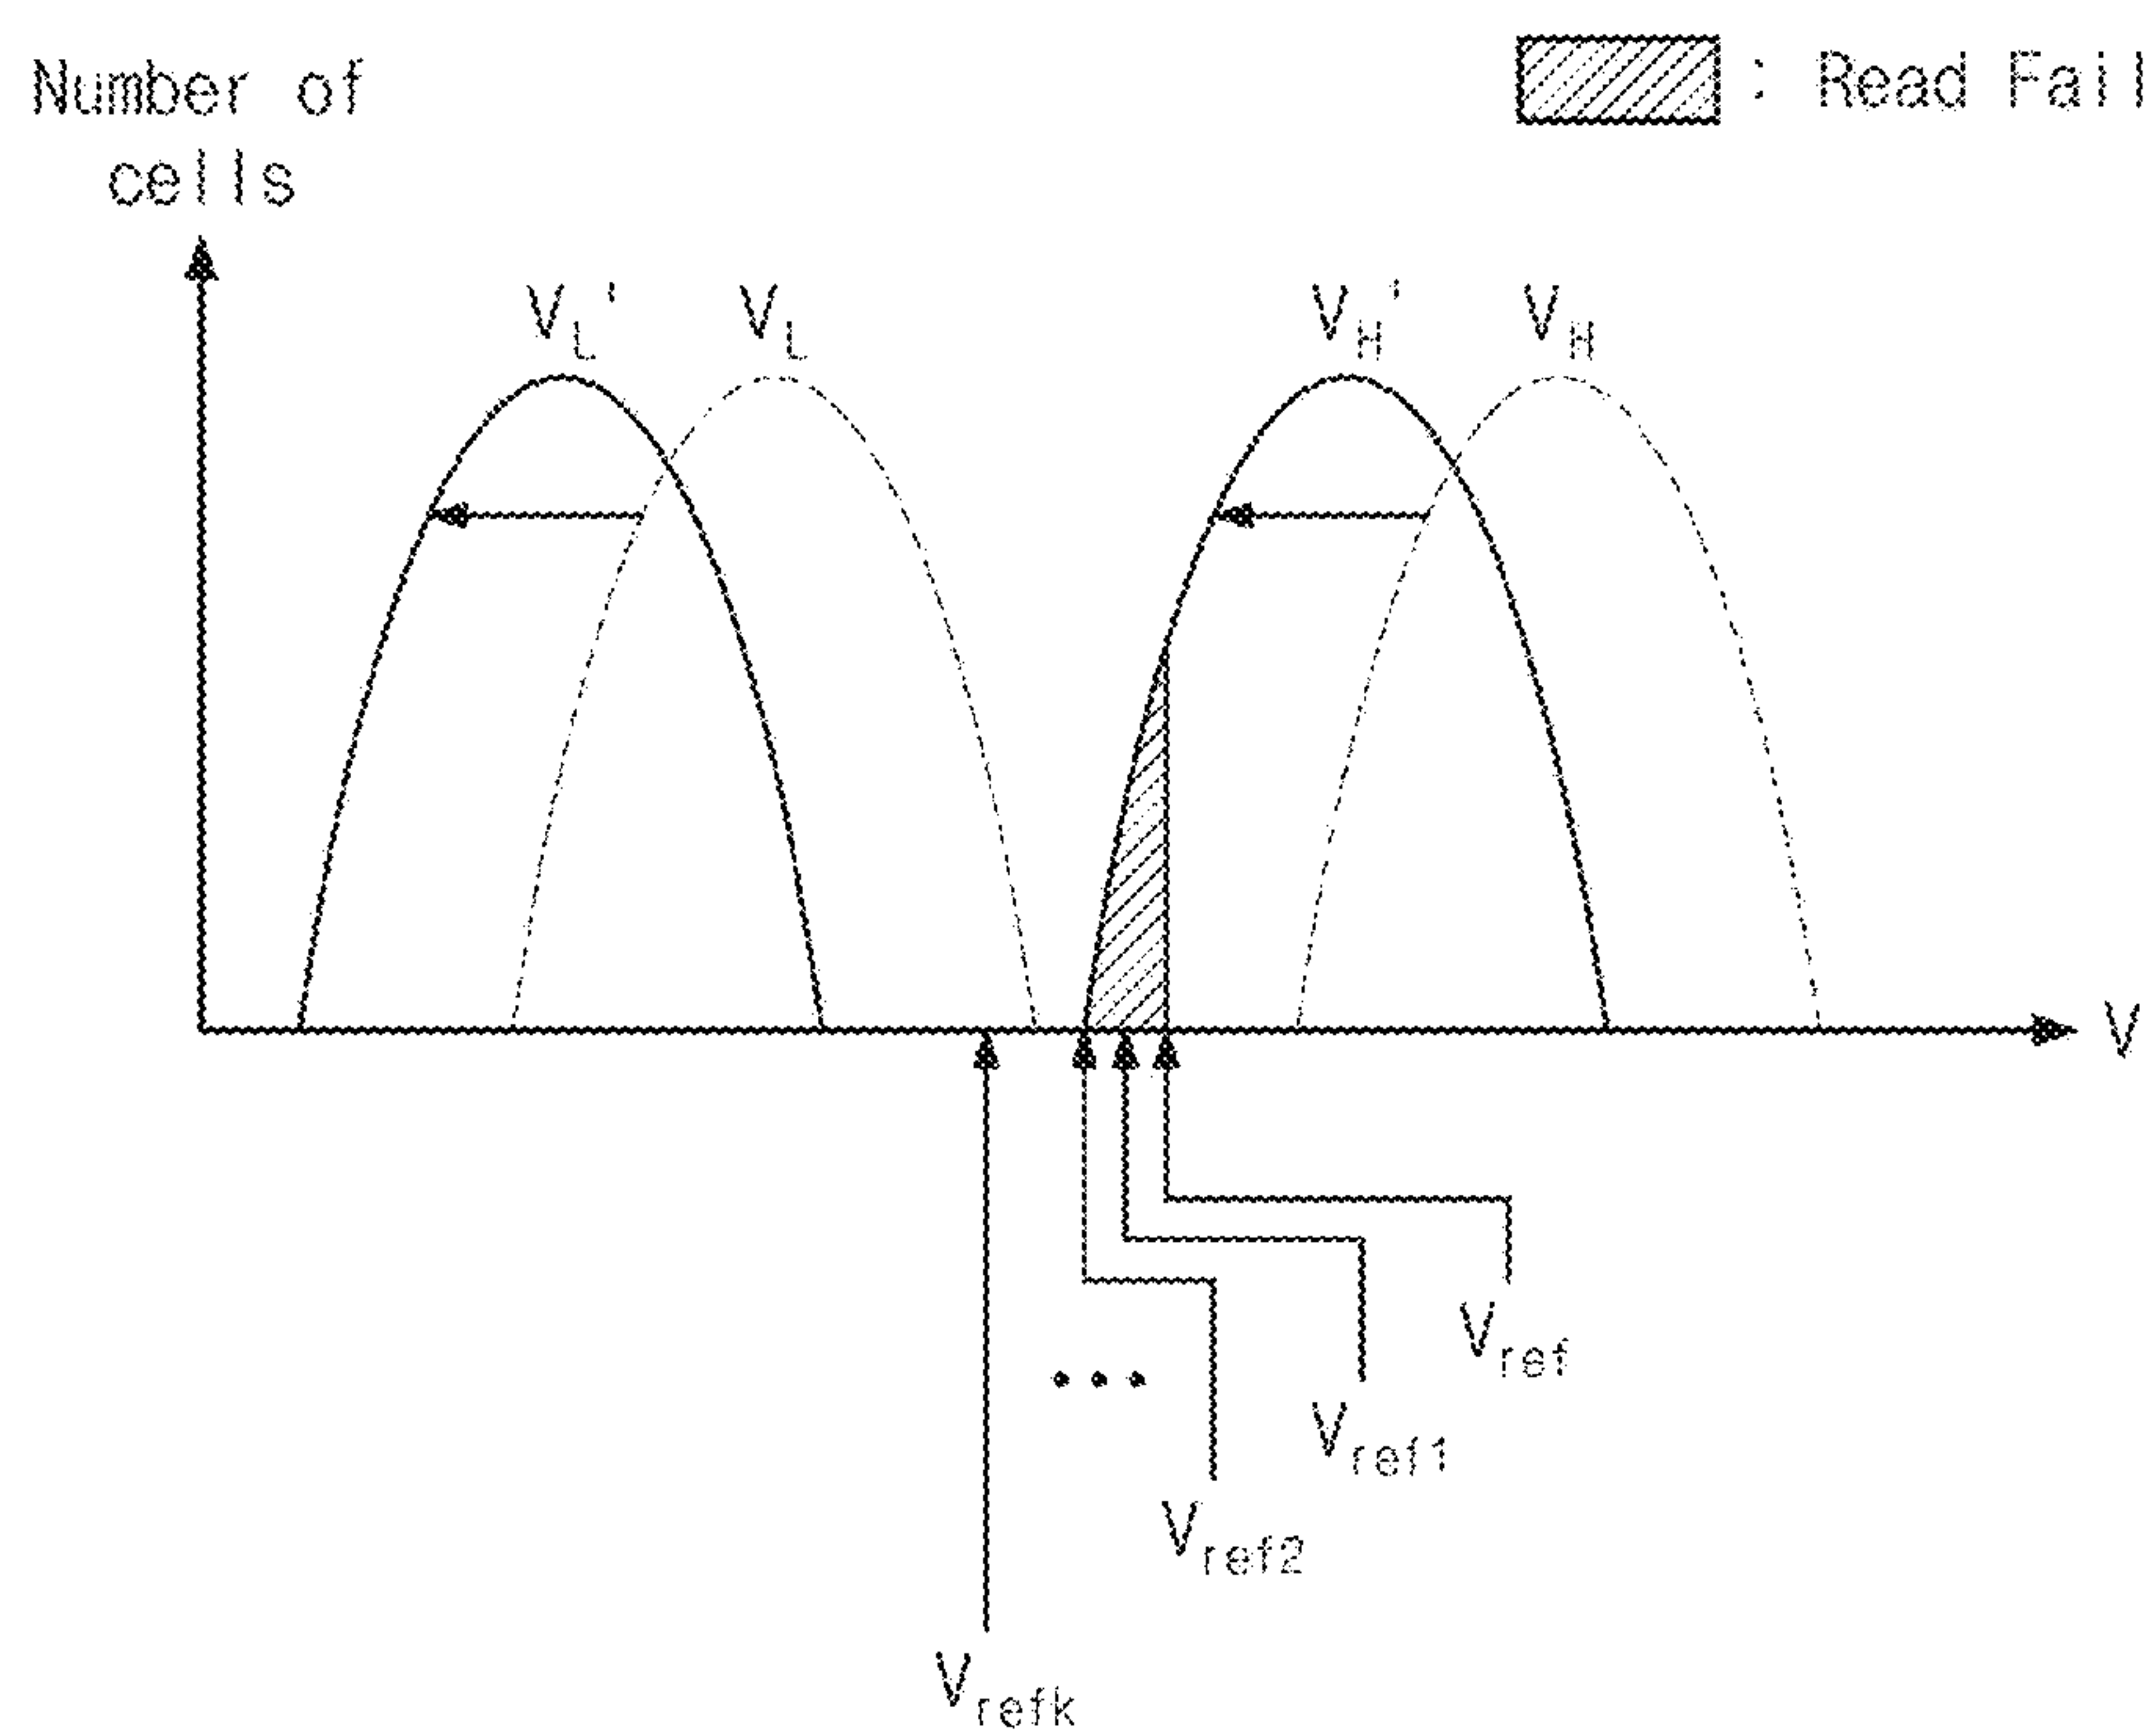 Number of
cells
: Read Fail
V_L' V_L V_H' V_H
V
V_ref
V_ref1
V_ref2
V_refk